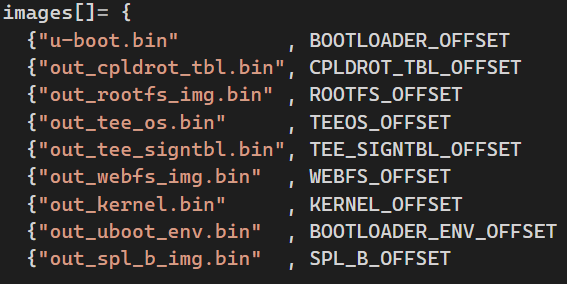 images[]= {
  {"u-boot.bin"         , BOOTLOADER_OFFSET
  {"out_cpldrot_tbl.bin", CPLDROT_TBL_OFFSET
  {"out_rootfs_img.bin" , ROOTFS_OFFSET
  {"out_tee_os.bin"     , TEEOS_OFFSET
  {"out_tee_signtbl.bin", TEE_SIGNTBL_OFFSET
  {"out_webfs_img.bin"  , WEBFS_OFFSET
  {"out_kernel.bin"     , KERNEL_OFFSET
  {"out_uboot_env.bin"  , BOOTLOADER_ENV_OFFSET
  {"out_spl_b_img.bin"  , SPL_B_OFFSET